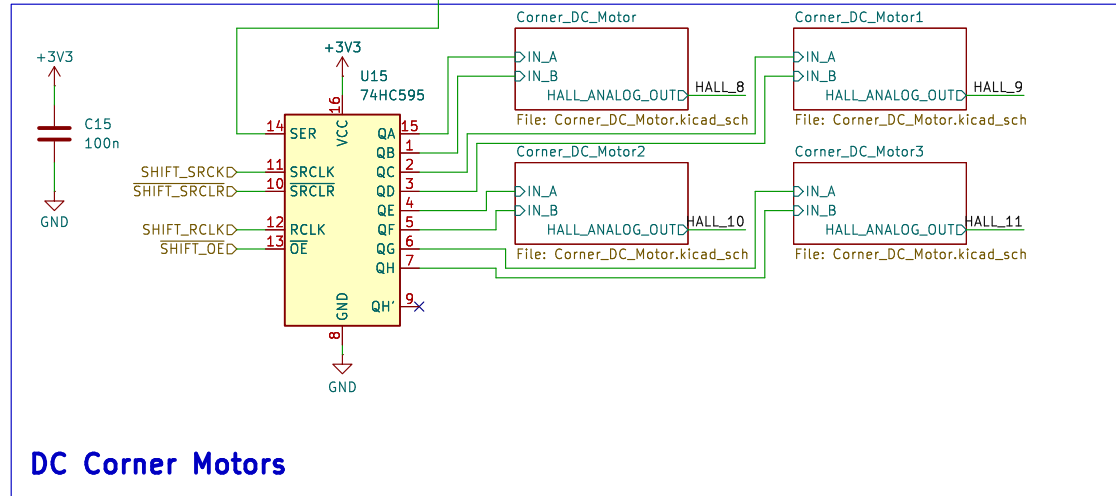 Corner_DC_Motor
Corner_DC_Motor1
+3V3
+3V3
U15
74HC595
IN_A
IN_B
HALL_ANALOG_OUT
HALL_8
IN_A
IN_B
HALL_ANALOG_OUT
HALL_9
File: Corner_DC_Motor.kicad_sch
File: Corner_DC_Motor.kicad_sch
C15
100n
GND
16
VCC
14 SER
QA 15
QB 1
SHIFT_SRCK 11 SRCLK
QC 2
SHIFT_SRCLR 10 SRCLR
QD 3
QE 4
SHIFT_RCLK 12 RCLK
QF 5
SHIFT_OE 13 OE
QG 6
QH 7
QH' 9
GND
8
GND
Corner_DC_Motor2
Corner_DC_Motor3
IN_A
IN_B
HALL_ANALOG_OUT
HALL_10
IN_A
IN_B
HALL_ANALOG_OUT
HALL_11
File: Corner_DC_Motor.kicad_sch
File: Corner_DC_Motor.kicad_sch
DC Corner Motors